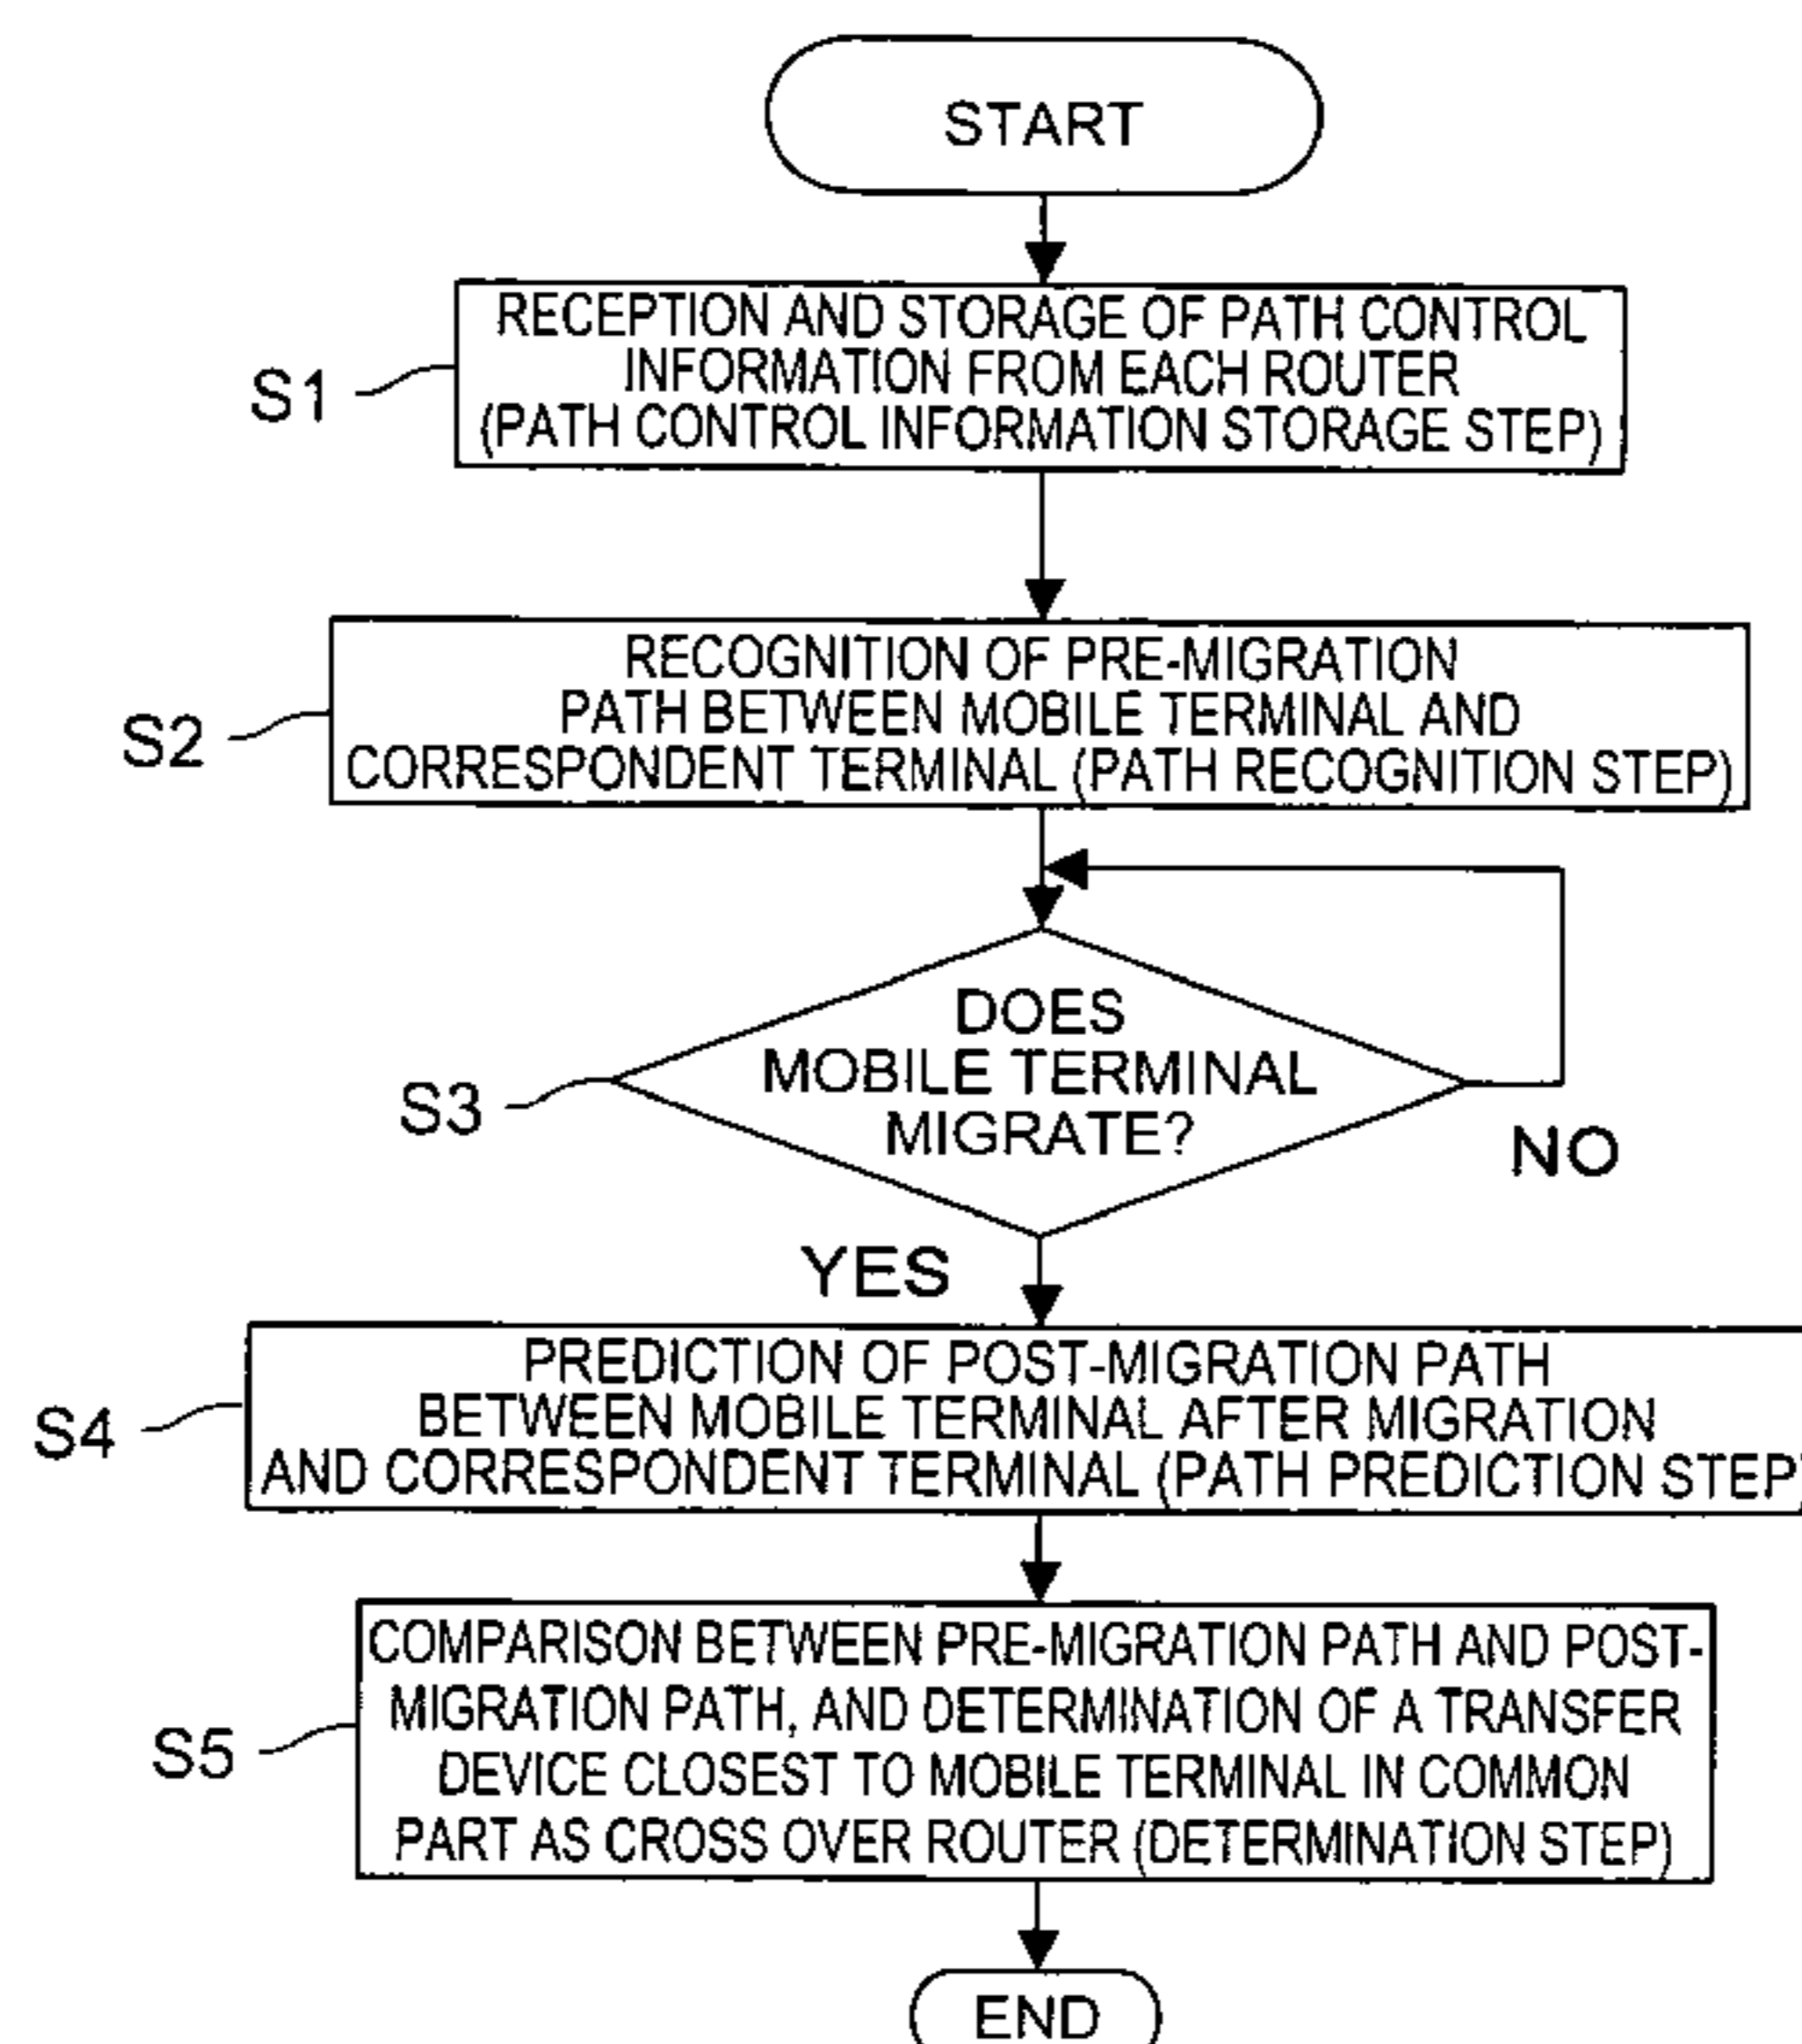 START
S1
RECEPTION AND STORAGE OF PATH CONTROL
INFORMATION FROM EACH ROUTER
(PATH CONTROL INFORMATION STORAGE STEP)
S2
RECOGNITION OF PRE-MIGRATION
PATH BETWEEN MOBILE TERMINAL AND
CORRESPONDENT TERMINAL (PATH RECOGNITION STEP)
S3
DOES
MOBILE TERMINAL
MIGRATE?
NO
YES
S4
PREDICTION OF POST-MIGRATION PATH
BETWEEN MOBILE TERMINAL AFTER MIGRATION
AND CORRESPONDENT TERMINAL (PATH PREDICTION STEP)
S5
COMPARISON BETWEEN PRE-MIGRATION PATH AND POST-
MIGRATION PATH, AND DETERMINATION OF A TRANSFER
DEVICE CLOSEST TO MOBILE TERMINAL IN COMMON
PART AS CROSS OVER ROUTER (DETERMINATION STEP)
END